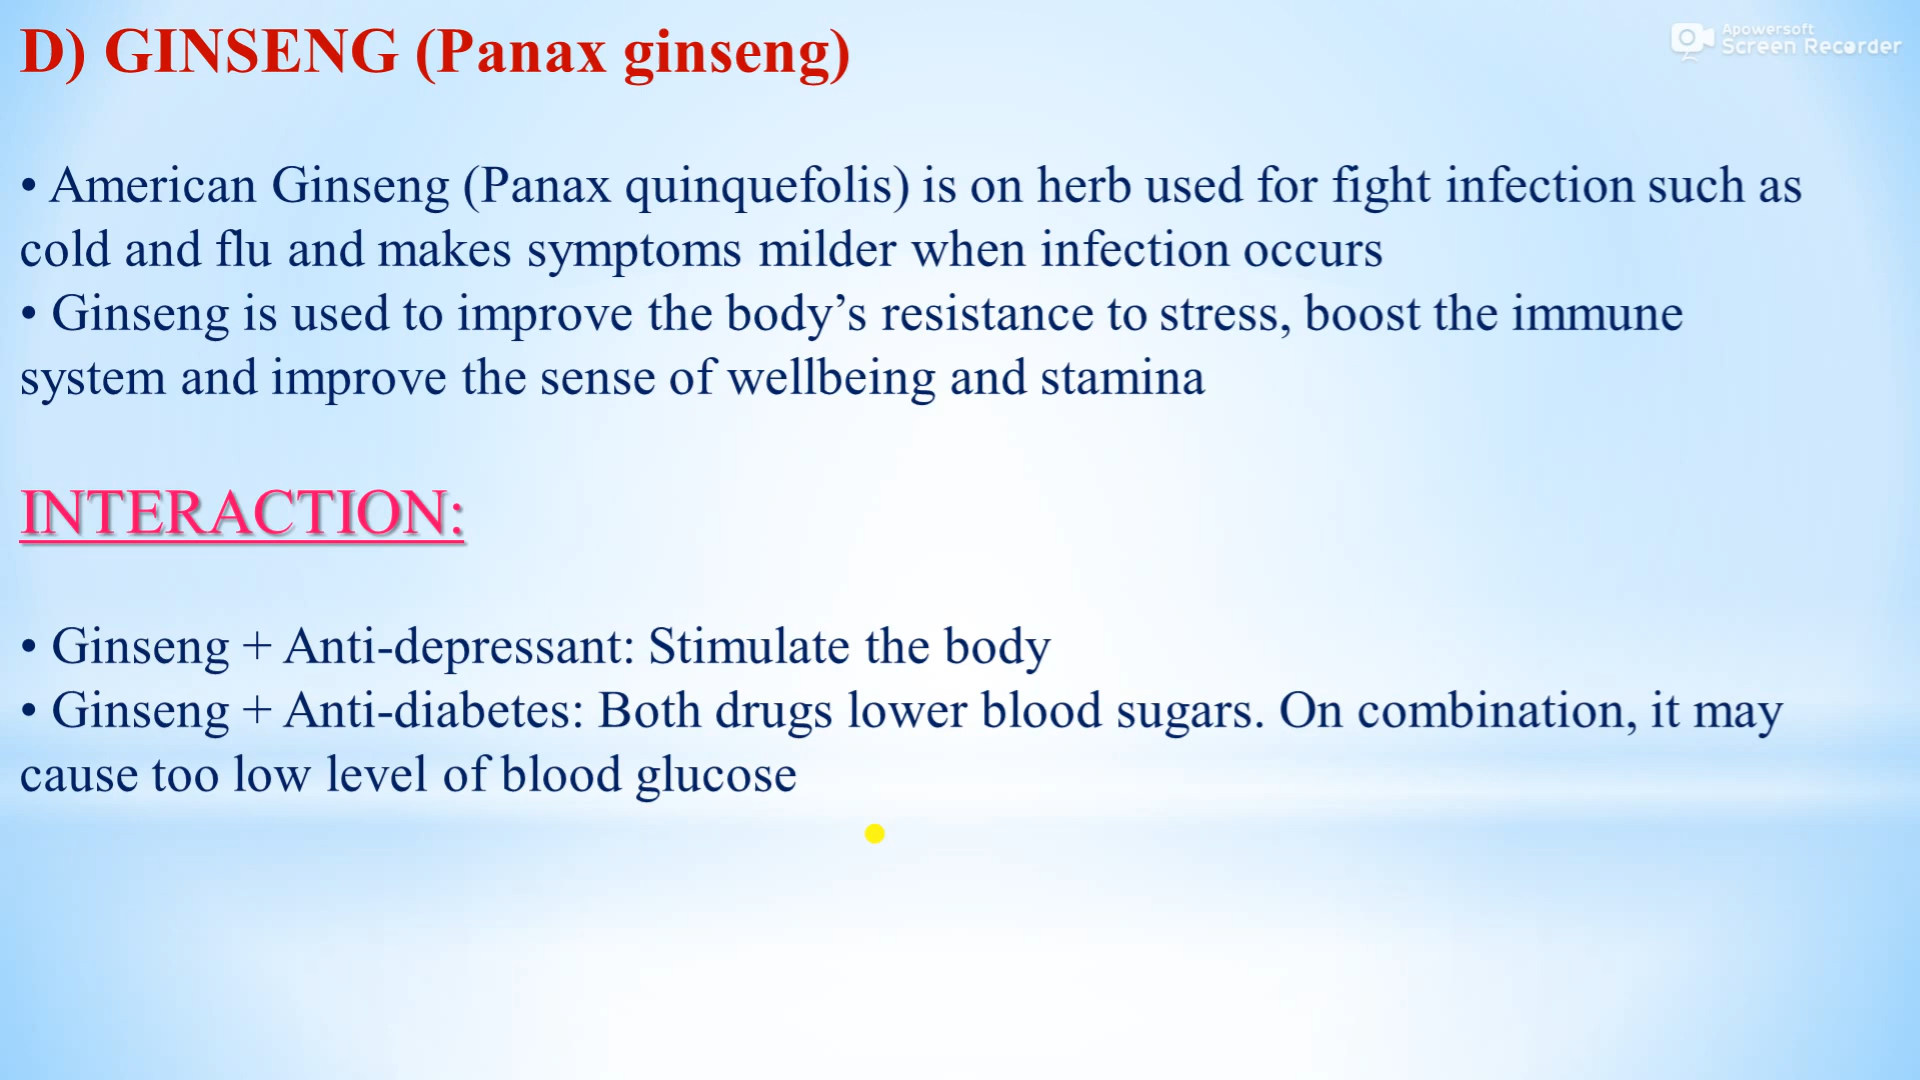 D) GINSENG (Panax ginseng)
Apowersoft
Screen Recorder
• American Ginseng (Panax quinquefolis) is on herb used for fight infection such as
cold and flu and makes symptoms milder when infection occurs
• Ginseng is used to improve the body’s resistance to stress, boost the immune
system and improve the sense of wellbeing and stamina
INTERACTION:
• Ginseng + Anti-depressant: Stimulate the body
• Ginseng + Anti-diabetes: Both drugs lower blood sugars. On combination, it may
cause too low level of blood glucose